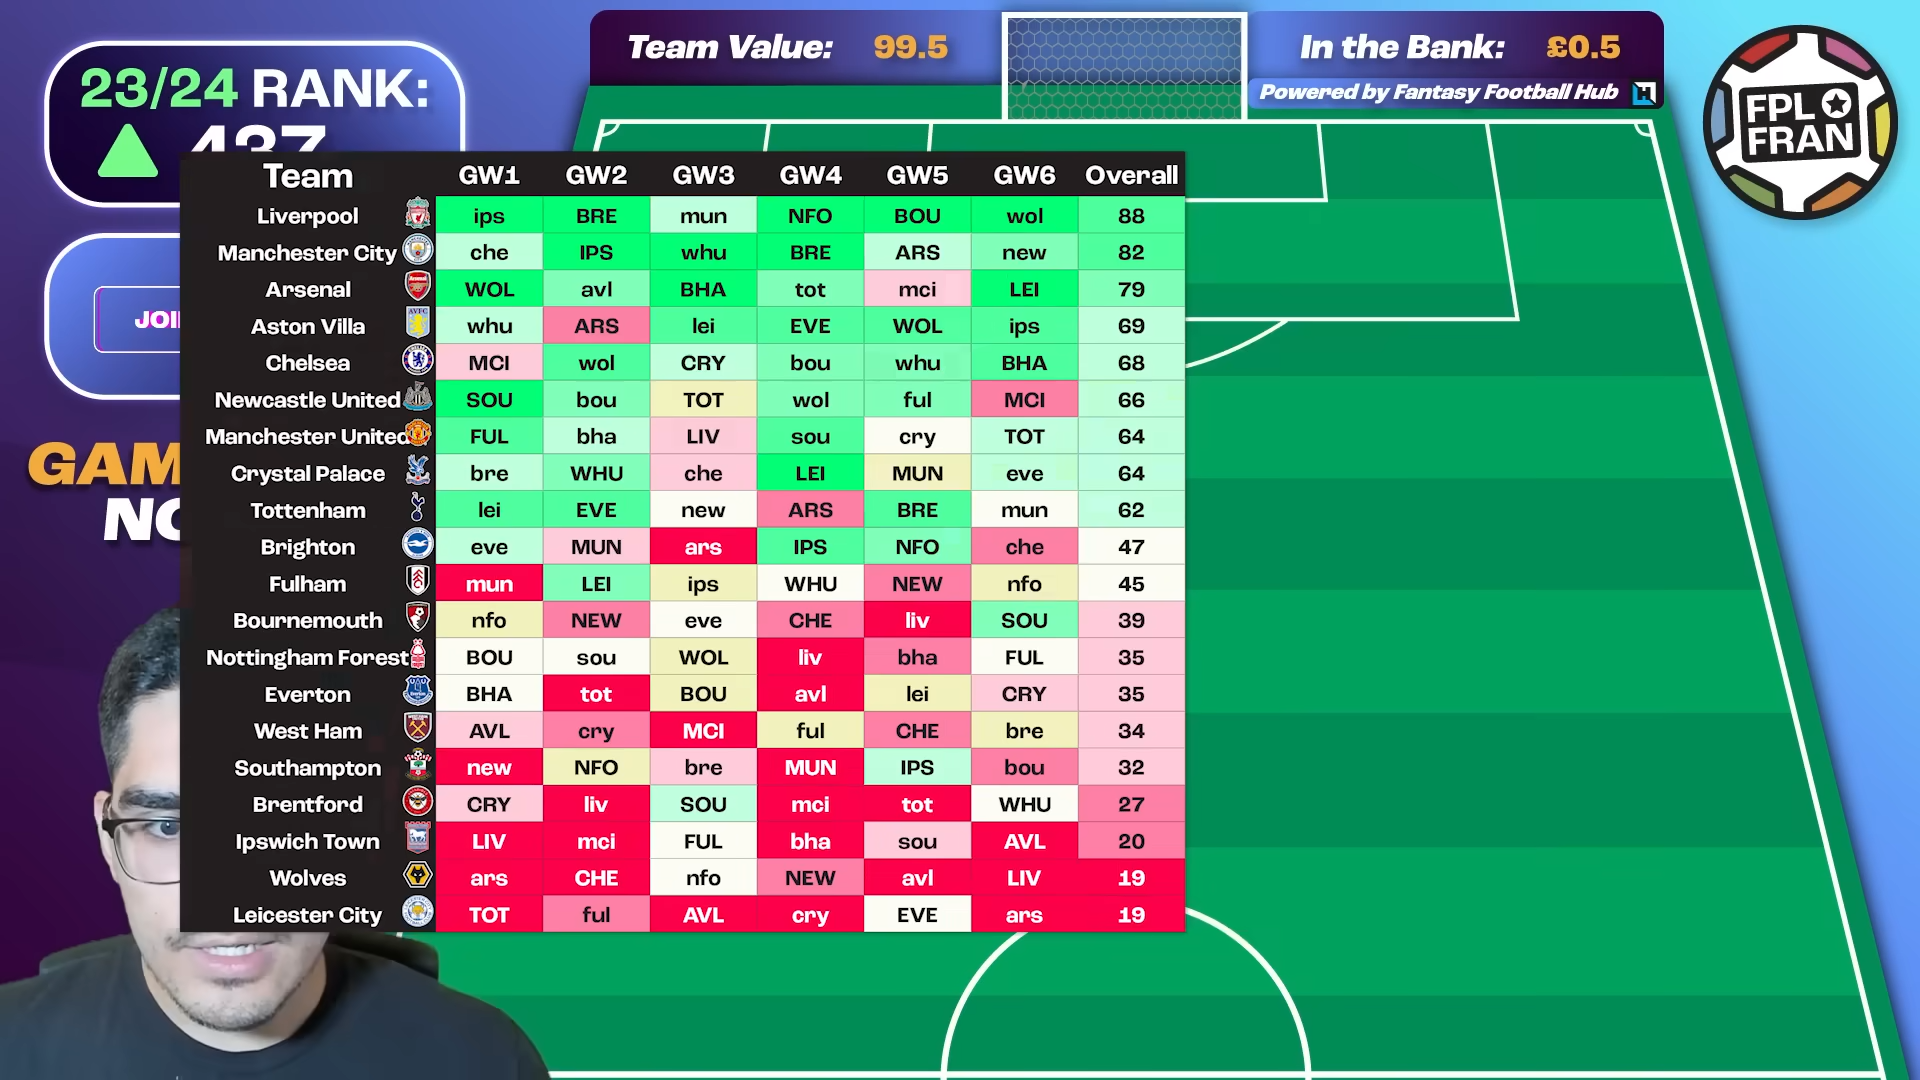 Team Value: 99.5
In the Bank: £0.5
Powered by Fantasy Football Hub
FPL
FRAN
23/24 RANK:
437
Team GW1 GW2 GW3 GW4 GW5 GW6 Overall
Liverpool ips BRE mun NFO BOU wol 88
Manchester City che IPS whu BRE ARS new 82
Arsenal WOL avl BHA tot mci LEI 79
Aston Villa whu ARS lei EVE WOL ips 69
Chelsea MCI wol CRY bou whu BHA 68
Newcastle United SOU bou TOT wol ful MCI 66
Manchester United FUL bha LIV sou cry TOT 64
Crystal Palace bre WHU che LEI MUN eve 64
Tottenham lei EVE new ARS BRE mun 62
Brighton eve MUN ars IPS NFO che 47
Fulham mun LEI ips WHU NEW nfo 45
Bournemouth nfo NEW eve CHE liv SOU 39
Nottingham Forest BOU sou WOL liv bha FUL 35
Everton BHA tot BOU avl lei CRY 35
West Ham AVL cry MCI ful CHE bre 34
Southampton new NFO bre MUN IPS bou 32
Brentford CRY liv SOU mci tot WHU 27
Ipswich Town LIV mci FUL bha sou AVL 20
Wolves ars CHE nfo NEW avl LIV 19
Leicester City TOT ful AVL cry EVE ars 19
JOI
GAM
NO